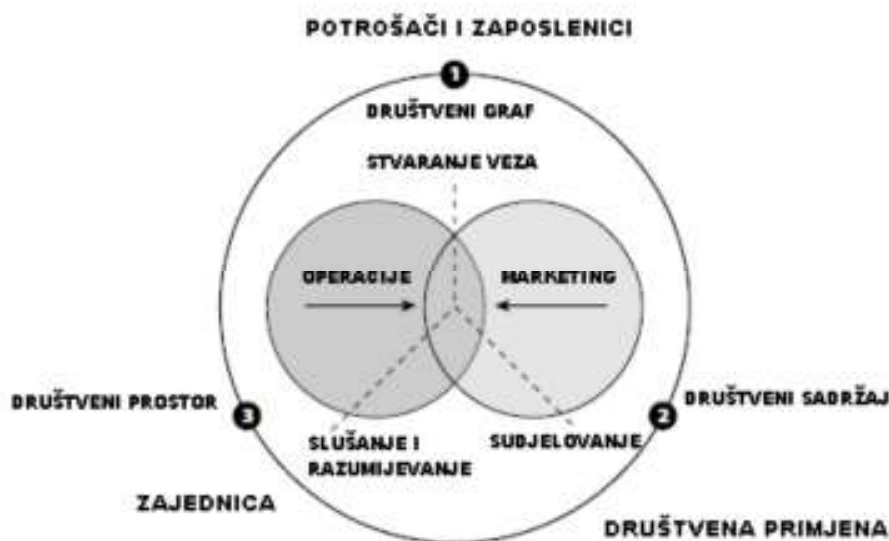 POTROŠAČI I ZAPOSLENICI
1
DRUŠTVENI GRAF
STVARANJE VEZA
OPERACIJE
MARKETING
DRUŠTVENI PROSTOR
3
2
DRUŠTVENI SADRŽAJ
SLUŠANJE I
RAZUMIJEVANJE
SUDJELOVANJE
ZAJEDNICA
DRUŠTVENA PRIMJENA